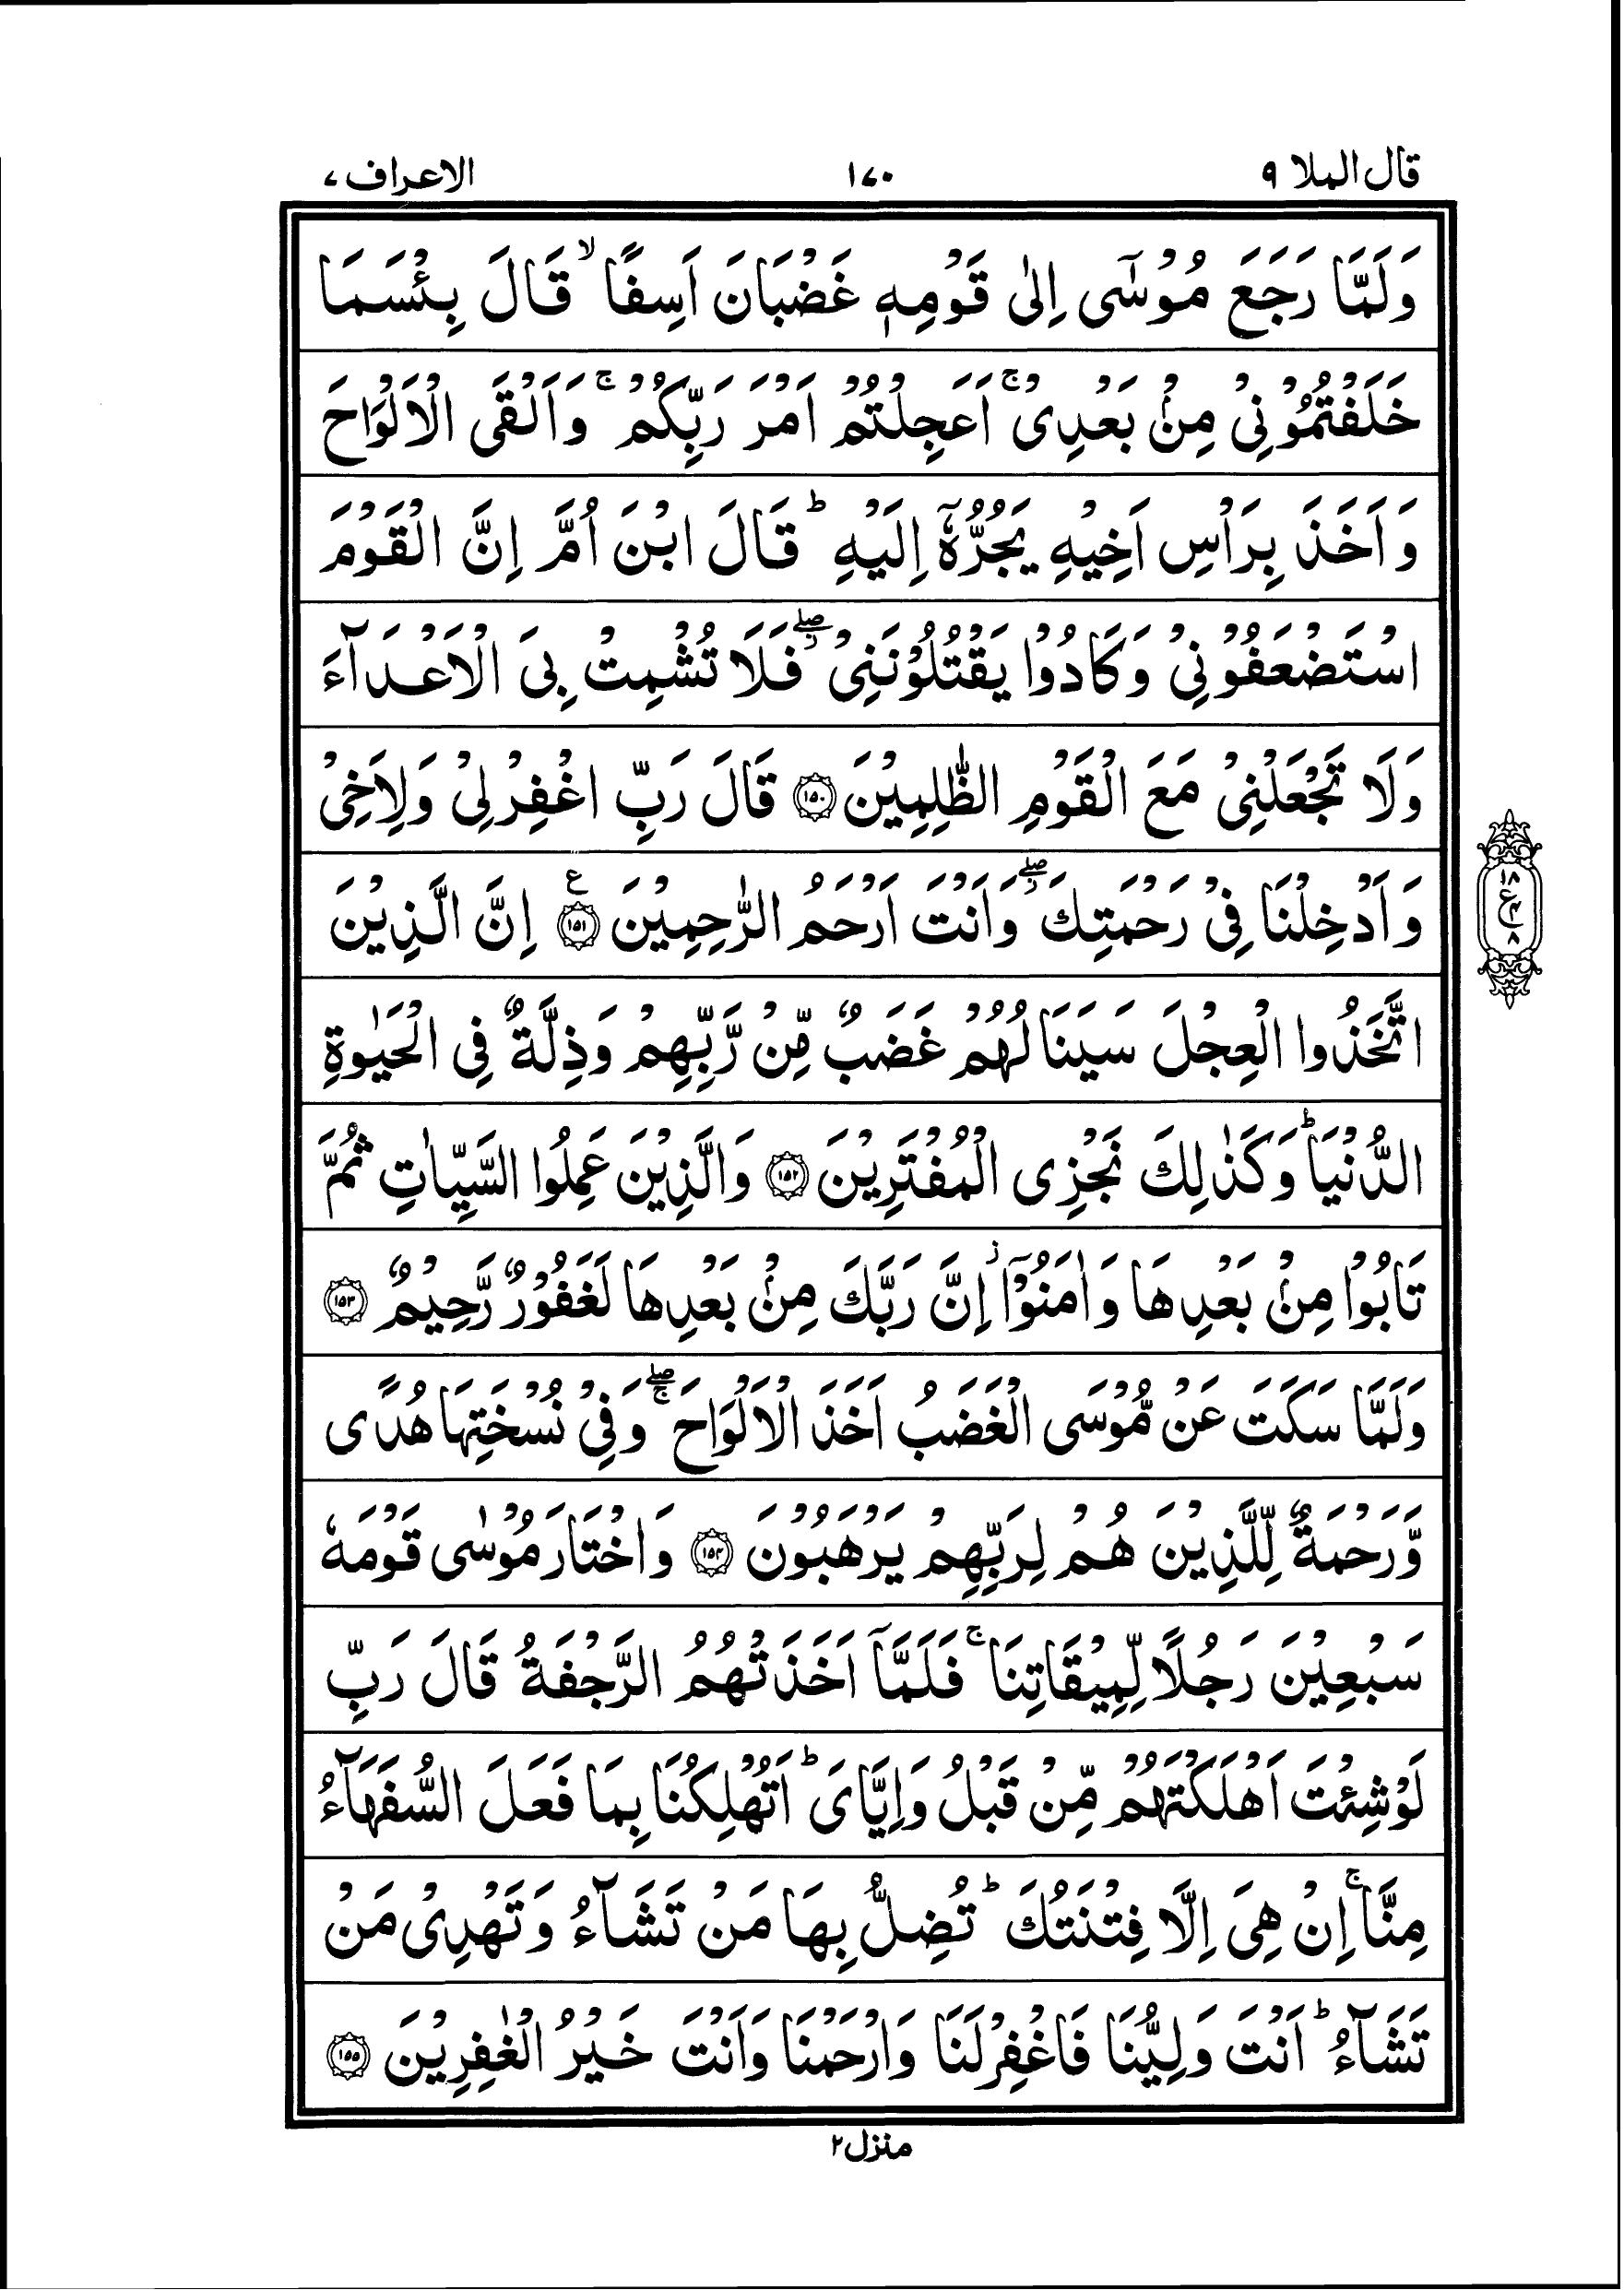 قال الملا ٩ ١٧٠ الاعراف ٧
وَلَمَّا رَجَعَ مُوْسٰٓى اِلٰى قَوْمِهٖ غَضْبَانَ اَسِفًا ۙ قَالَ بِئْسَمَا
خَلَفْتُمُوْنِىْ مِنْۢ بَعْدِىْ ۚ اَعَجِلْتُمْ اَمْرَ رَبِّكُمْ ۚ وَاَلْقَى الْاَلْوَاحَ
وَاَخَذَ بِرَاْسِ اَخِيْهِ يَجُرُّهٗۤ اِلَيْهِ ؕ قَالَ ابْنَ اُمَّ اِنَّ الْقَوْمَ
اسْتَضْعَفُوْنِىْ وَكَادُوْا يَقْتُلُوْنَنِىْ ۖ فَلَا تُشْمِتْ بِىَ الْاَعْدَآءَ
وَلَا تَجْعَلْنِىْ مَعَ الْقَوْمِ الظّٰلِمِيْنَ ۝١٥٠ قَالَ رَبِّ اغْفِرْ لِىْ وَلِاَخِىْ
وَاَدْخِلْنَا فِىْ رَحْمَتِكَ ۖ وَاَنْتَ اَرْحَمُ الرّٰحِمِيْنَ ۝١٥١ ع اِنَّ الَّذِيْنَ
١٨ ع ٤ ٨
اتَّخَذُوا الْعِجْلَ سَيَنَالُهُمْ غَضَبٌ مِّنْ رَّبِّهِمْ وَذِلَّةٌ فِى الْحَيٰوةِ
الدُّنْيَا ؕ وَكَذٰلِكَ نَجْزِى الْمُفْتَرِيْنَ ۝١٥٢ وَالَّذِيْنَ عَمِلُوا السَّيِّاٰتِ ثُمَّ
تَابُوْا مِنْۢ بَعْدِهَا وَاٰمَنُوْۤا ۫ اِنَّ رَبَّكَ مِنْۢ بَعْدِهَا لَغَفُوْرٌ رَّحِيْمٌ ۝١٥٣
وَلَمَّا سَكَتَ عَنْ مُّوْسَى الْغَضَبُ اَخَذَ الْاَلْوَاحَ ۖۚ وَفِىْ نُسْخَتِهَا هُدًى
وَّرَحْمَةٌ لِّلَّذِيْنَ هُمْ لِرَبِّهِمْ يَرْهَبُوْنَ ۝١٥٤ وَاخْتَارَ مُوْسٰى قَوْمَهٗ
سَبْعِيْنَ رَجُلًا لِّمِيْقَاتِنَا ۚ فَلَمَّاۤ اَخَذَتْهُمُ الرَّجْفَةُ قَالَ رَبِّ
لَوْ شِئْتَ اَهْلَكْتَهُمْ مِّنْ قَبْلُ وَاِيَّاىَ ؕ اَتُهْلِكُنَا بِمَا فَعَلَ السُّفَهَآءُ
مِنَّا ۚ اِنْ هِىَ اِلَّا فِتْنَتُكَ ؕ تُضِلُّ بِهَا مَنْ تَشَآءُ وَتَهْدِىْ مَنْ
تَشَآءُ ؕ اَنْتَ وَلِيُّنَا فَاغْفِرْ لَنَا وَارْحَمْنَا وَاَنْتَ خَيْرُ الْغٰفِرِيْنَ ۝١٥٥
منزل ٢